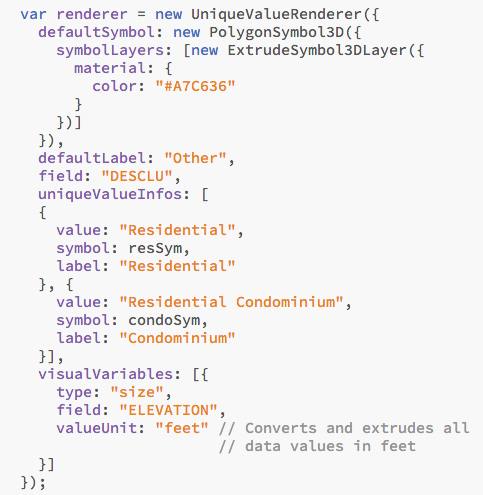 var renderer = new UniqueValueRenderer({
  defaultSymbol: new PolygonSymbol3D({
    symbolLayers: [new ExtrudeSymbol3DLayer({
      material: {
        color: "#A7C636"
      }
    })]
  }),
  defaultLabel: "Other",
  field: "DESCLU",
  uniqueValueInfos: [
  {
    value: "Residential",
    symbol: resSym,
    label: "Residential"
  }, {
    value: "Residential Condominium",
    symbol: condoSym,
    label: "Condominium"
  }],
  visualVariables: [{
    type: "size",
    field: "ELEVATION",
    valueUnit: "feet" // Converts and extrudes all
                      // data values in feet
  }]
});